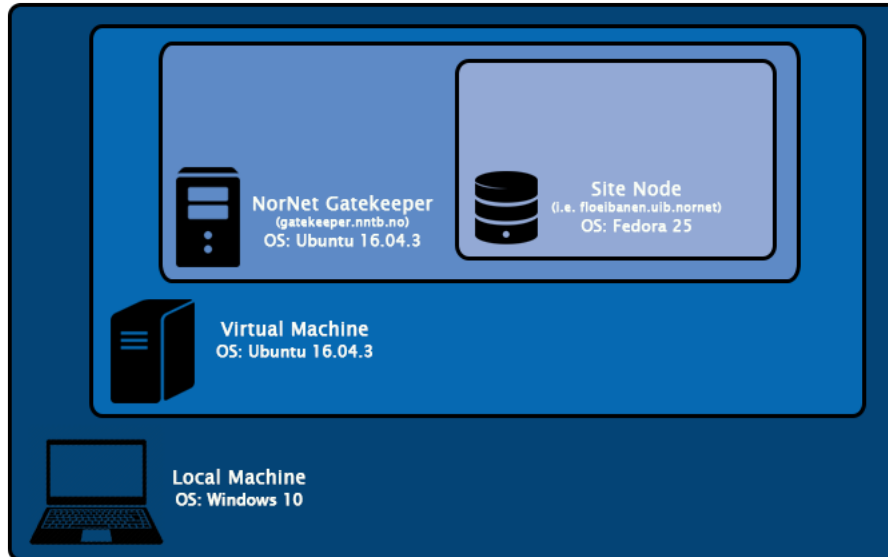 NorNet Gatekeeper
(gatekeeper.nntb.no)
OS: Ubuntu 16.04.3
Site Node
(i.e. floeibanen.uib.nornet)
OS: Fedora 25
Virtual Machine
OS: Ubuntu 16.04.3
Local Machine
OS: Windows 10